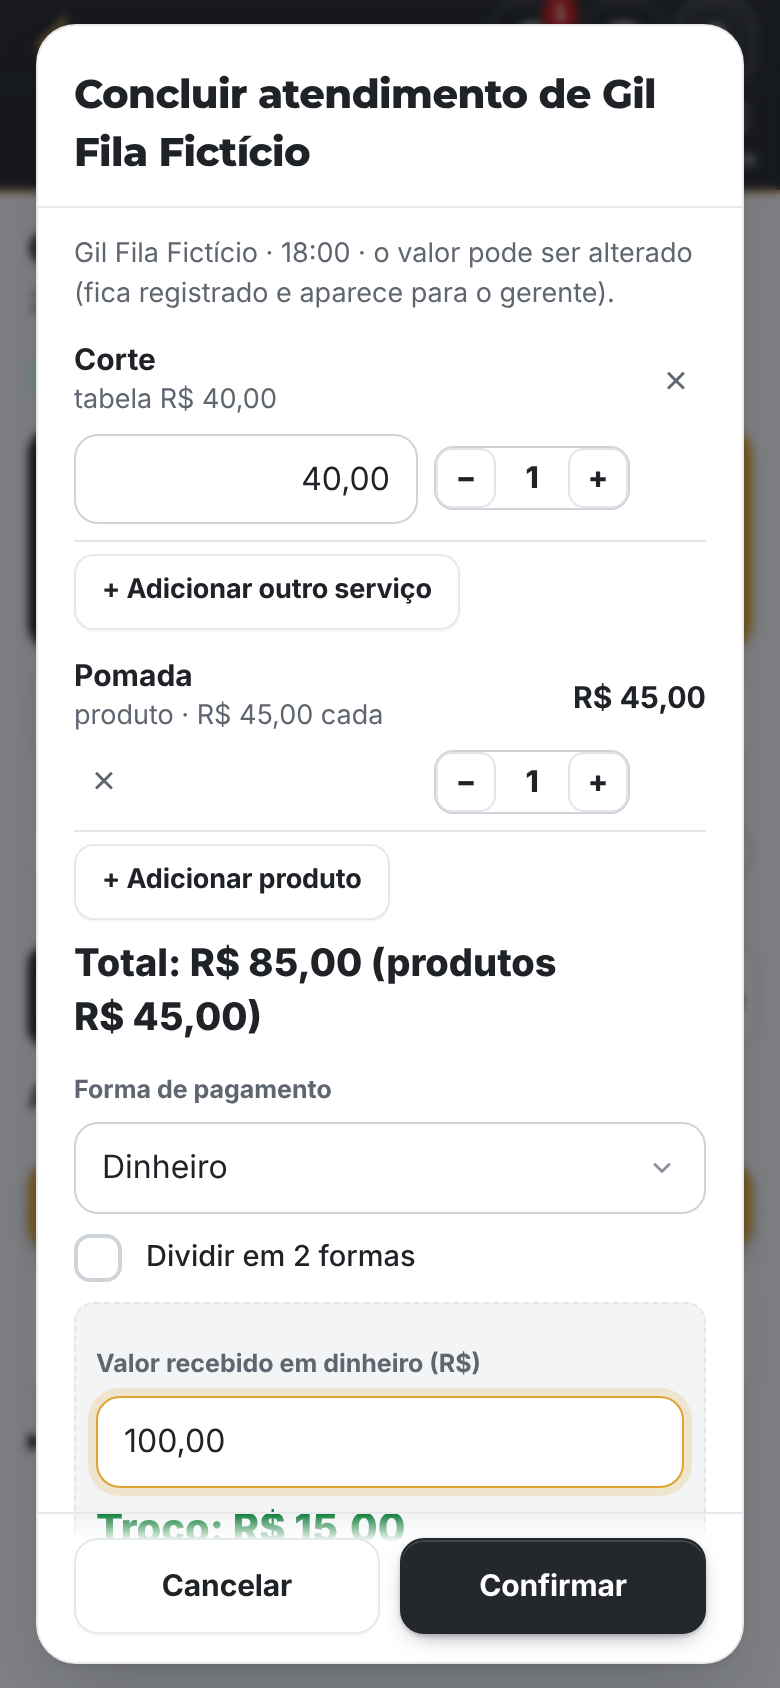 Concluir atendimento de Gil
Fila Fictício
Gil Fila Fictício · 18:00 · o valor pode ser alterado
(fica registrado e aparece para o gerente).
Corte
tabela R$ 40,00
×
40,00
− 1 +
+ Adicionar outro serviço
Pomada
produto · R$ 45,00 cada
R$ 45,00
×
− 1 +
+ Adicionar produto
Total: R$ 85,00 (produtos
R$ 45,00)
Forma de pagamento
Dinheiro
Dividir em 2 formas
Valor recebido em dinheiro (R$)
100,00
Troco: R$ 15,00
Cancelar
Confirmar